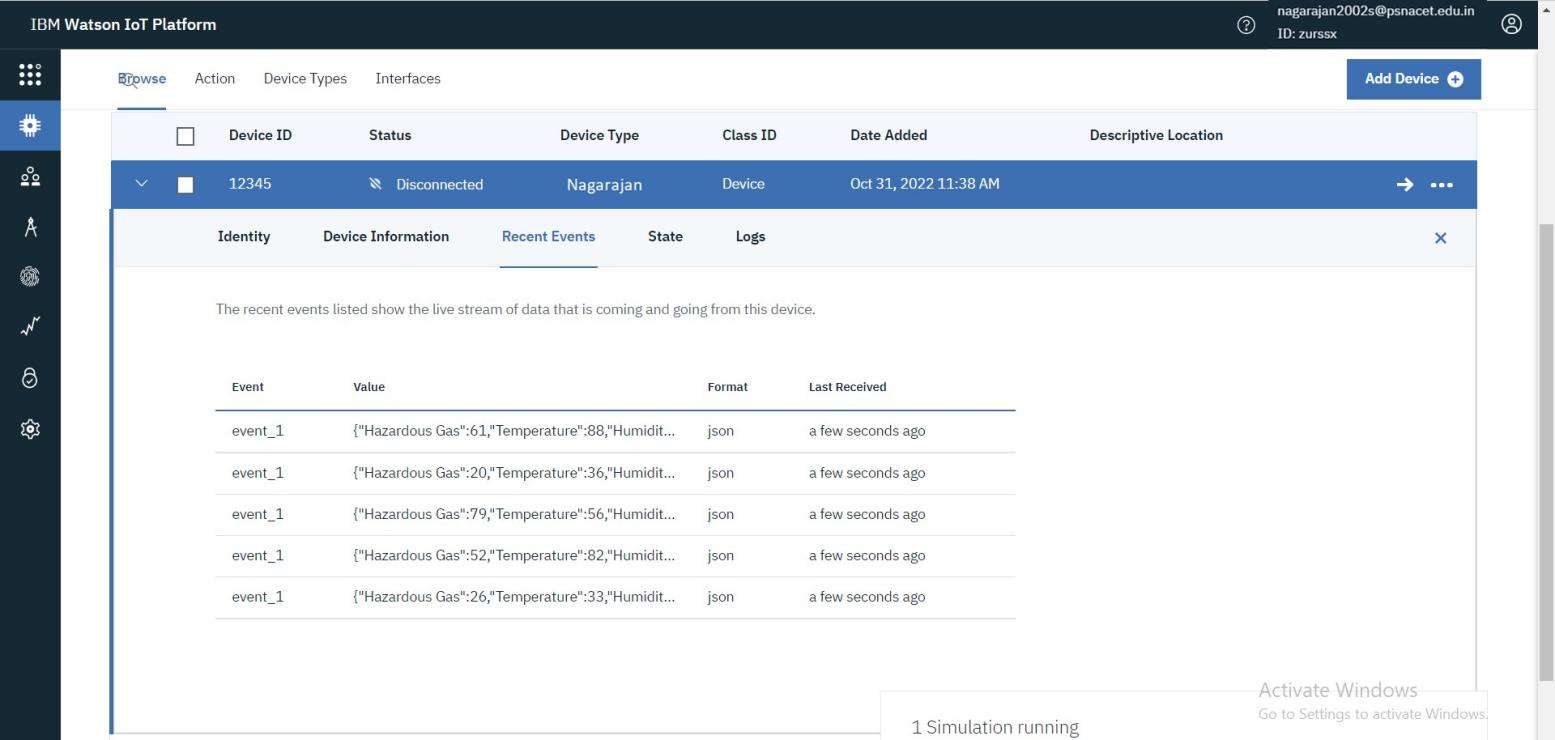 IBM Watson IoT Platform
nagarajan2002s@psnacet.edu.in
ID: zurssx
Browse Action Device Types Interfaces
Add Device
Device ID Status Device Type Class ID Date Added Descriptive Location
12345 Disconnected Nagarajan Device Oct 31, 2022 11:38 AM
Identity Device Information Recent Events State Logs
The recent events listed show the live stream of data that is coming and going from this device.
Event Value Format Last Received
event_1 {"Hazardous Gas":61,"Temperature":88,"Humidit... json a few seconds ago
event_1 {"Hazardous Gas":20,"Temperature":36,"Humidit... json a few seconds ago
event_1 {"Hazardous Gas":79,"Temperature":56,"Humidit... json a few seconds ago
event_1 {"Hazardous Gas":52,"Temperature":82,"Humidit... json a few seconds ago
event_1 {"Hazardous Gas":26,"Temperature":33,"Humidit... json a few seconds ago
Activate Windows
Go to Settings to activate Windows.
1 Simulation running